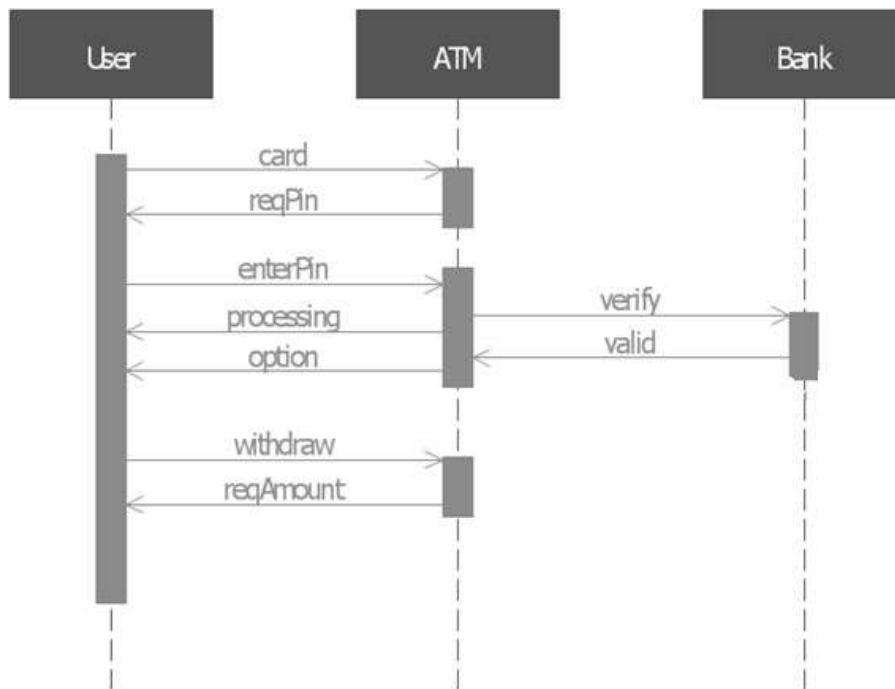 User ATM Bank
card
reqPin
enterPin
verify
processing
valid
option
withdraw
reqAmount